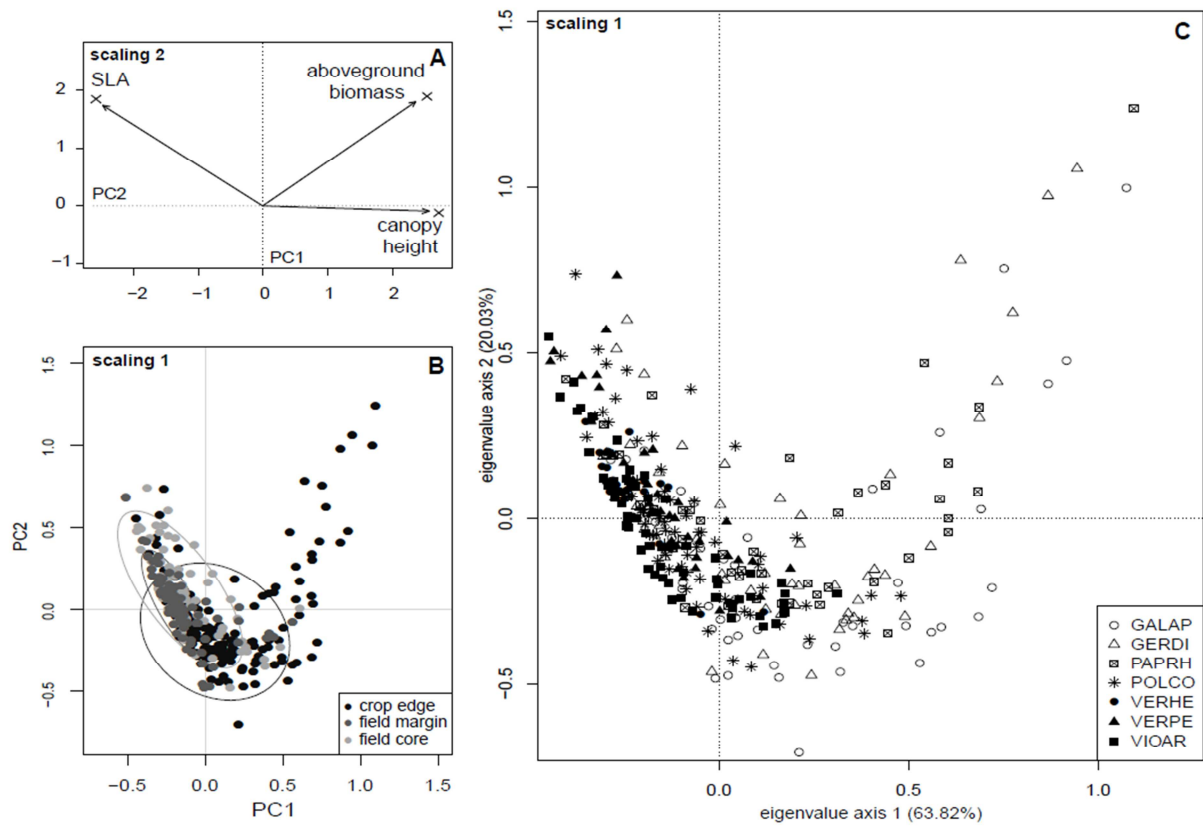 scaling 2
A
SLA
aboveground
biomass
PC2
canopy
height
PC1
2
1
0
−1
−2
−1
0
1
2
scaling 1
B
1.5
1.0
0.5
0.0
−0.5
PC2
crop edge
field margin
field core
−0.5
0.0
0.5
1.0
1.5
PC1
scaling 1
C
1.5
1.0
0.5
0.0
−0.5
eigenvalue axis 2 (20.03%)
GALAP
GERDI
PAPRH
POLCO
VERHE
VERPE
VIOAR
0.0
0.5
1.0
eigenvalue axis 1 (63.82%)